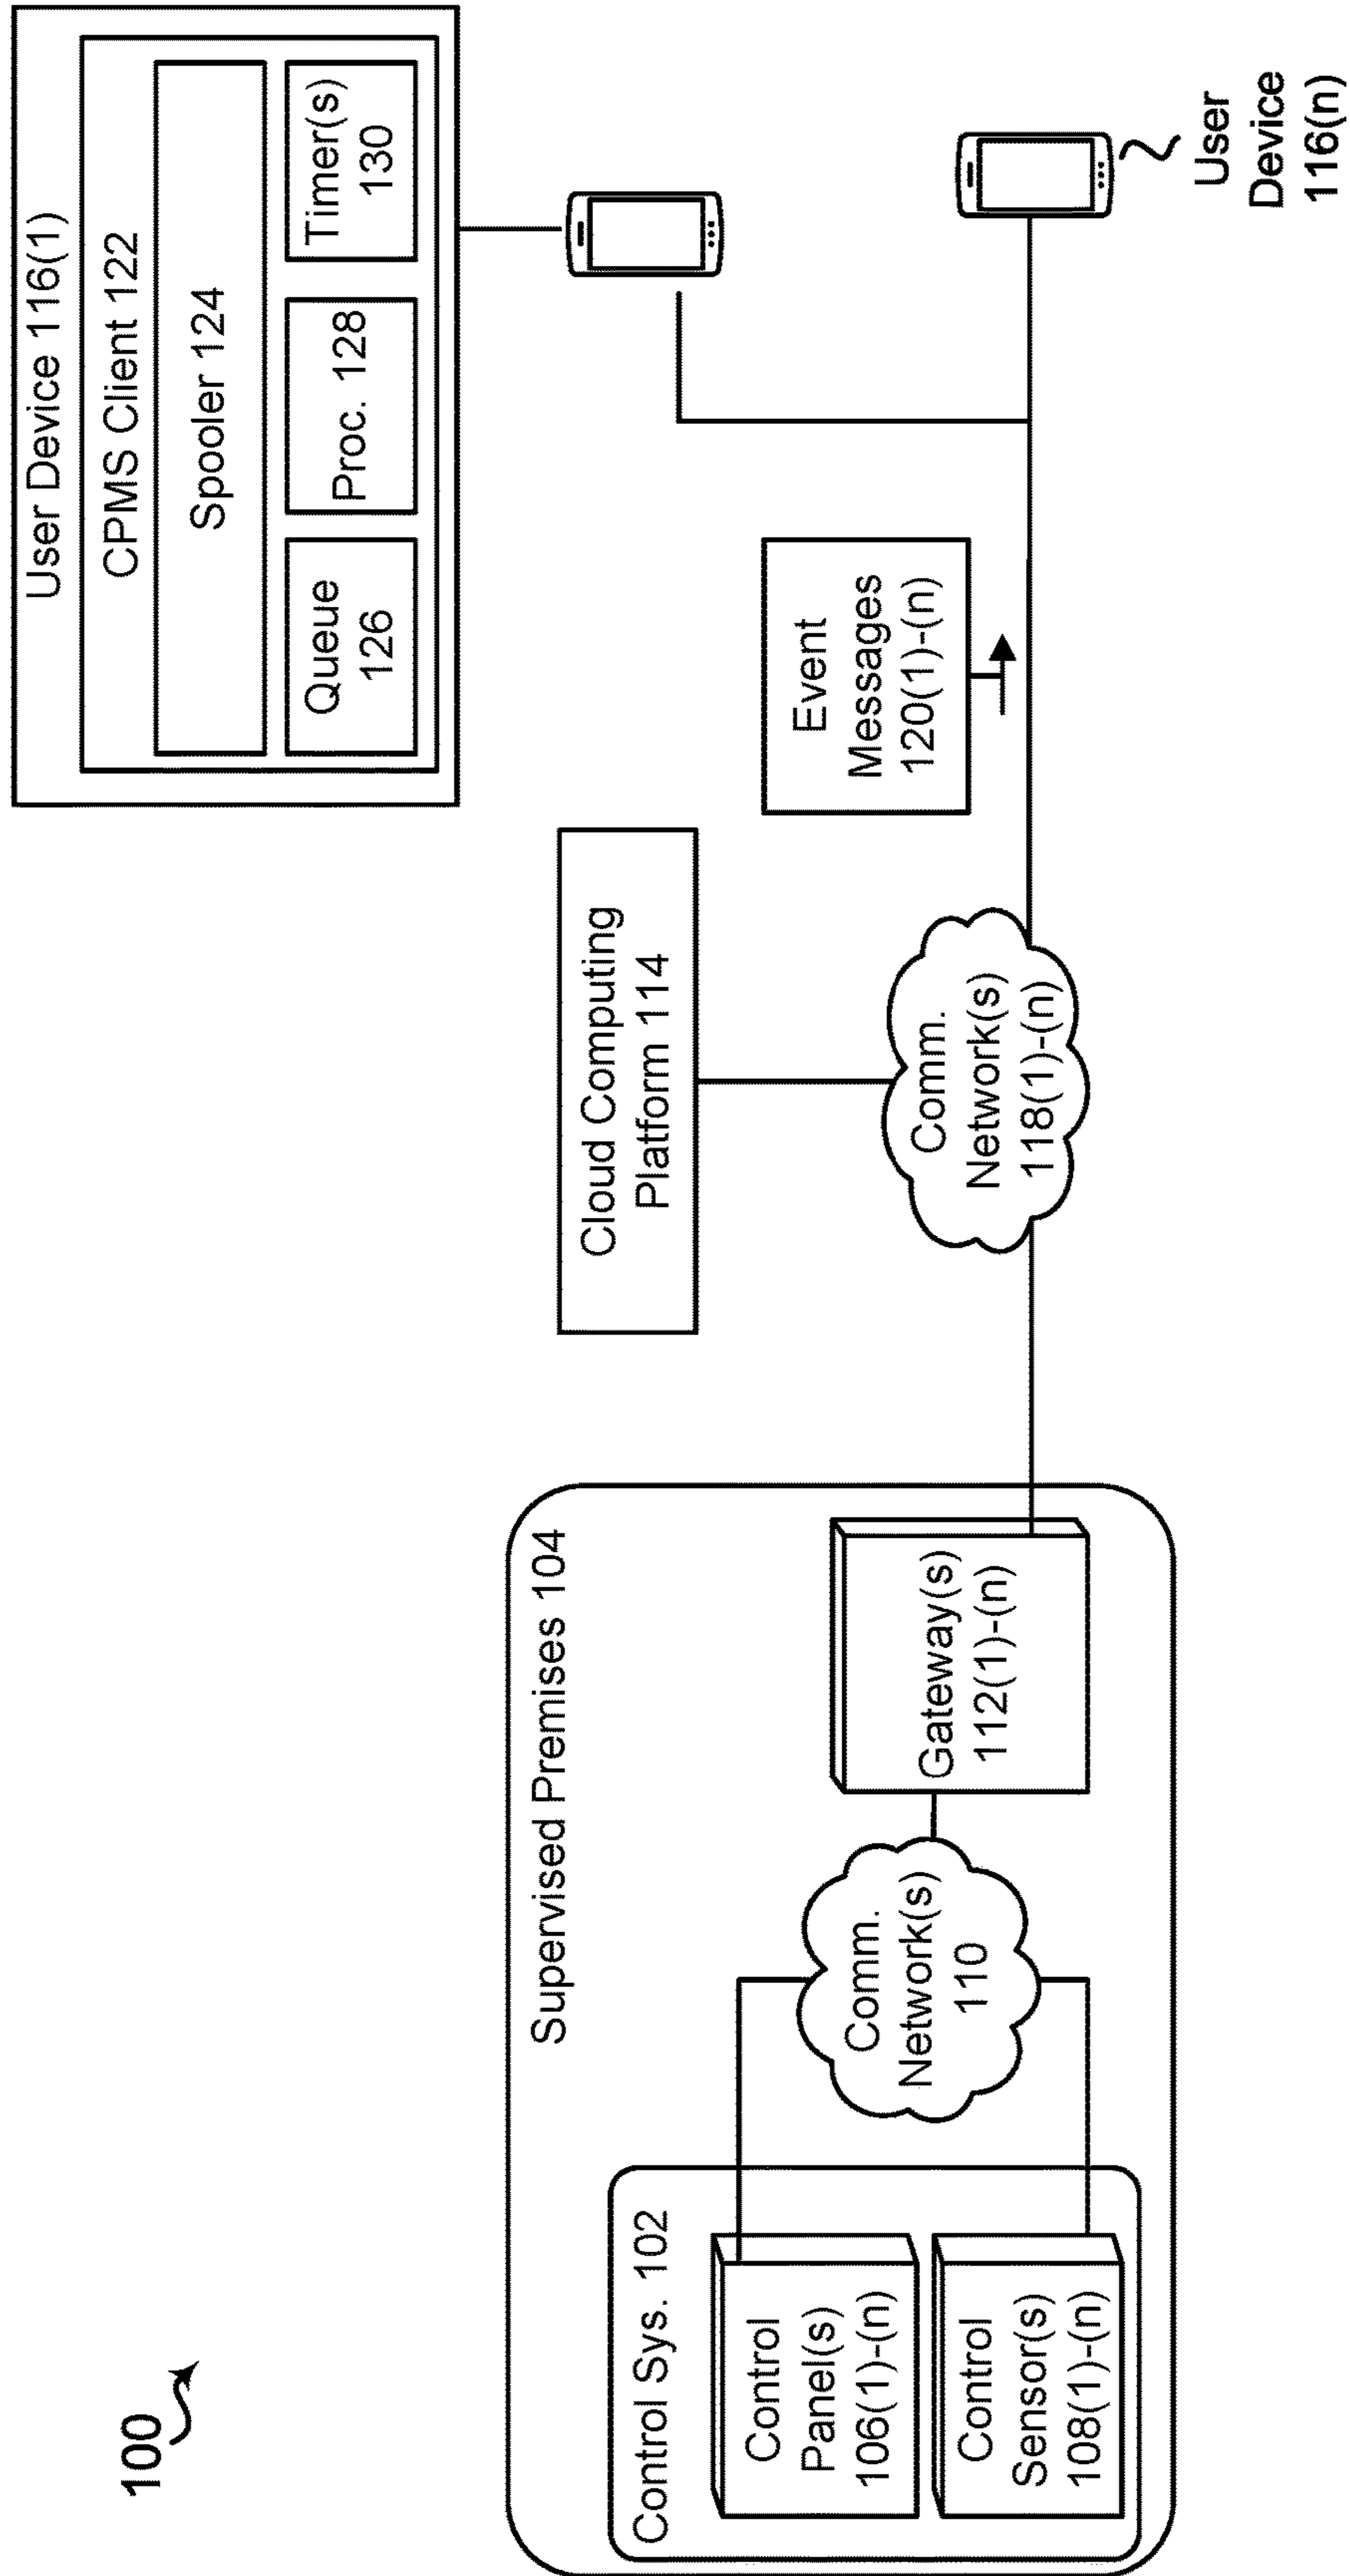 100
User Device 116(1)
CPMS Client 122
Spooler 124
Queue
126
Proc. 128
Timer(s)
130
Supervised Premises 104
Control Sys. 102
Control
Panel(s)
106(1)-(n)
Control
Sensor(s)
108(1)-(n)
Comm.
Network(s)
110
Gateway(s)
112(1)-(n)
Cloud Computing
Platform 114
Comm.
Network(s)
118(1)-(n)
Event
Messages
120(1)-(n)
User
Device
116(n)